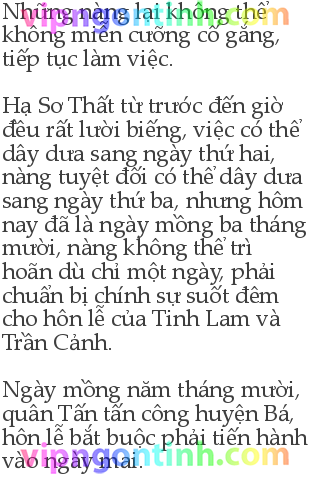 Nhưng nàng lại không thể
không miễn cưỡng cố gắng,
tiếp tục làm việc.
Hạ Sơ Thất từ trước đến giờ
đều rất lười biếng, việc có thể
dây dưa sang ngày thứ hai,
nàng tuyệt đối có thể dây dưa
sang ngày thứ ba, nhưng hôm
nay đã là ngày mồng ba tháng
mười, nàng không thể trì
hoãn dù chỉ một ngày, phải
chuẩn bị chính sự suốt đêm
cho hôn lễ của Tinh Lam và
Trần Cảnh.
Ngày mồng năm tháng mười,
quân Tấn tấn công huyện Bá,
hôn lễ bắt buộc phải tiến hành
vào ngày mai.
vipngontinh.com
vipngontinh.com